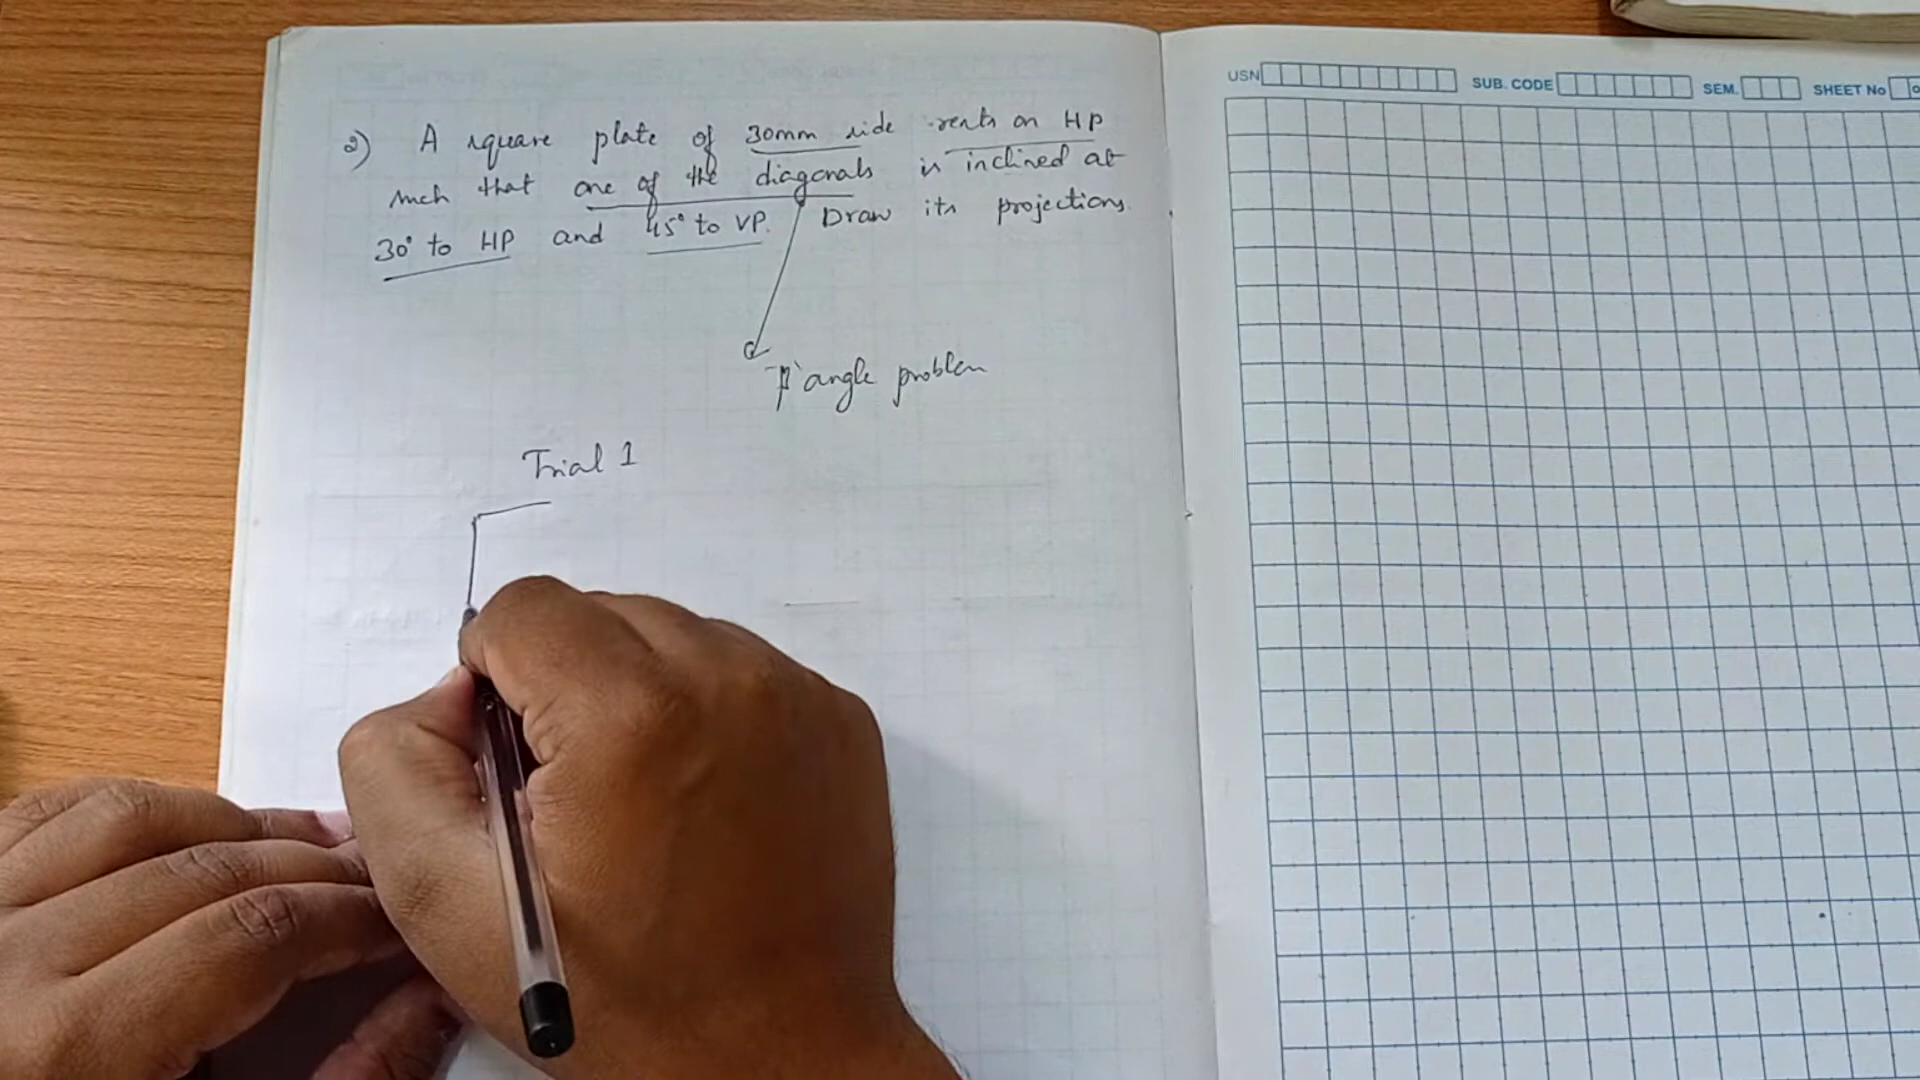 2) A square plate of 30mm side rests on HP
such that one of the diagonals is inclined at
30° to HP and 45° to VP. Draw its projections.
'β' angle problem
Trial 1
USN SUB. CODE SEM. SHEET No